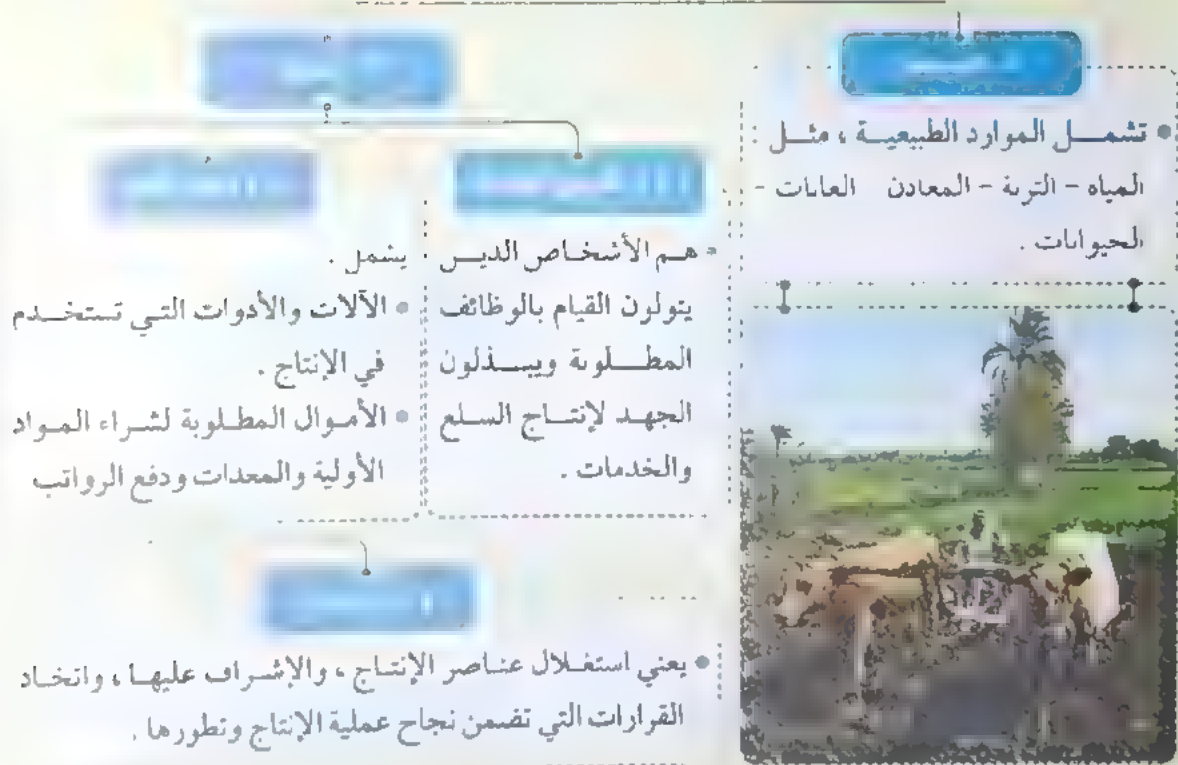 • تشمل الموارد الطبيعية ، مثل :
المياه - التربة - المعادن الغابات -
الحيوانات .
• هم الأشخاص الذين
يتولون القيام بالوظائف
المطلوبة ويبذلون
الجهد لإنتاج السلع
والخدمات .
يشمل .
• الآلات والأدوات التي تستخدم
في الإنتاج .
• الأموال المطلوبة لشراء المواد
الأولية والمعدات ودفع الرواتب
• يعني استغلال عناصر الإنتاج ، والإشراف عليها ، واتخاذ
القرارات التي تضمن نجاح عملية الإنتاج وتطورها .